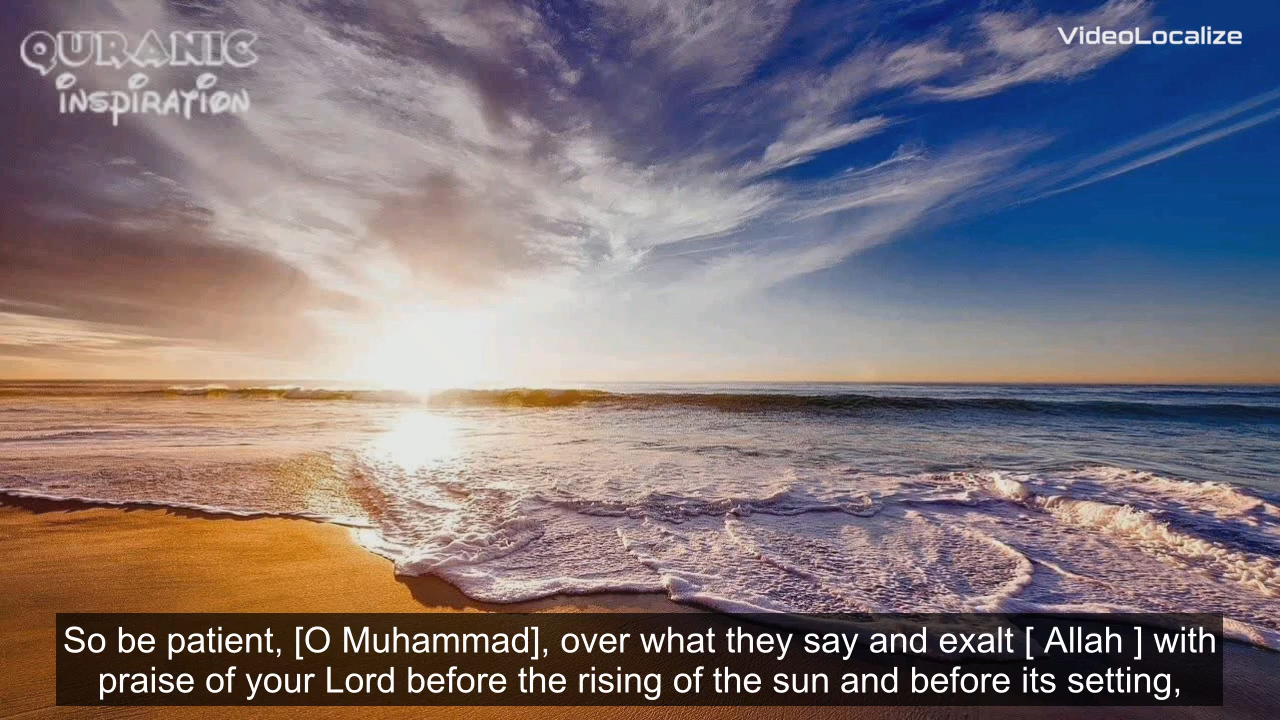 QURANIC
INSPIRATION
VideoLocalize
So be patient, [O Muhammad], over what they say and exalt [ Allah ] with
praise of your Lord before the rising of the sun and before its setting,